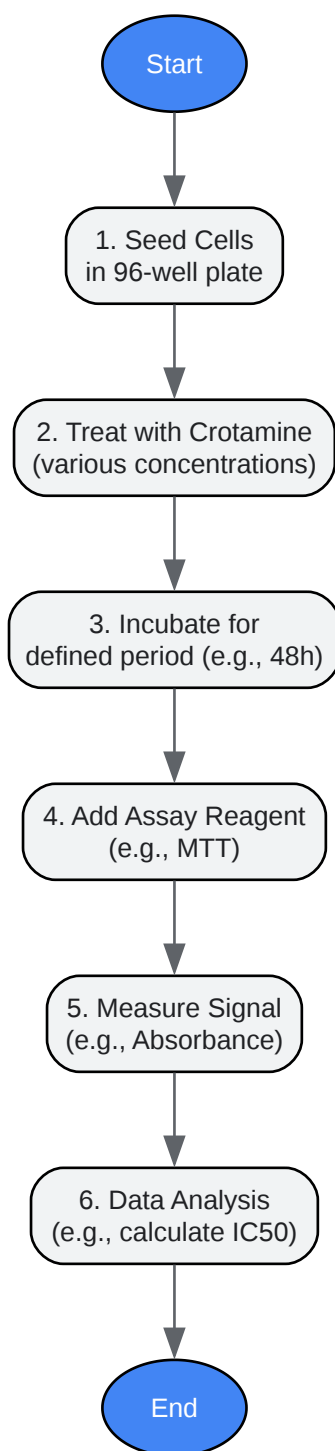 Start
1. Seed Cells
in 96-well plate
2. Treat with Crotamine
(various concentrations)
3. Incubate for
defined period (e.g., 48h)
4. Add Assay Reagent
(e.g., MTT)
5. Measure Signal
(e.g., Absorbance)
6. Data Analysis
(e.g., calculate IC50)
End